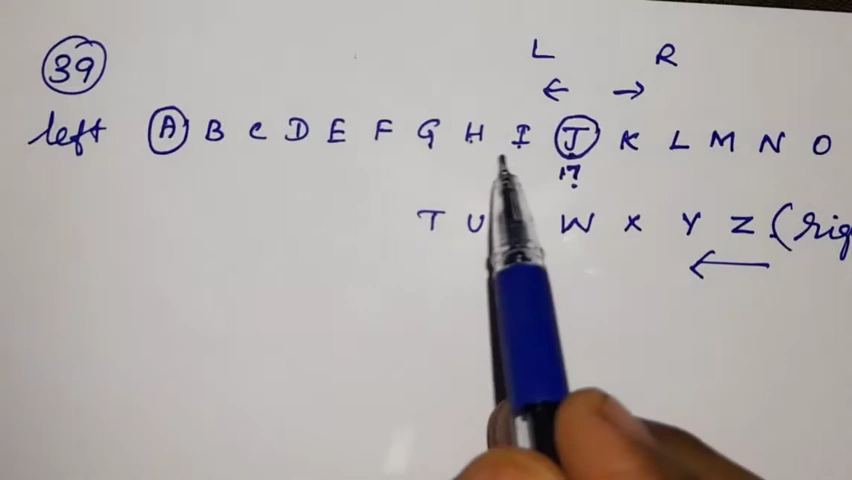 39
L R
← →
left A B C D E F G H I J K L M N O
17
T U W X Y Z (rig
←